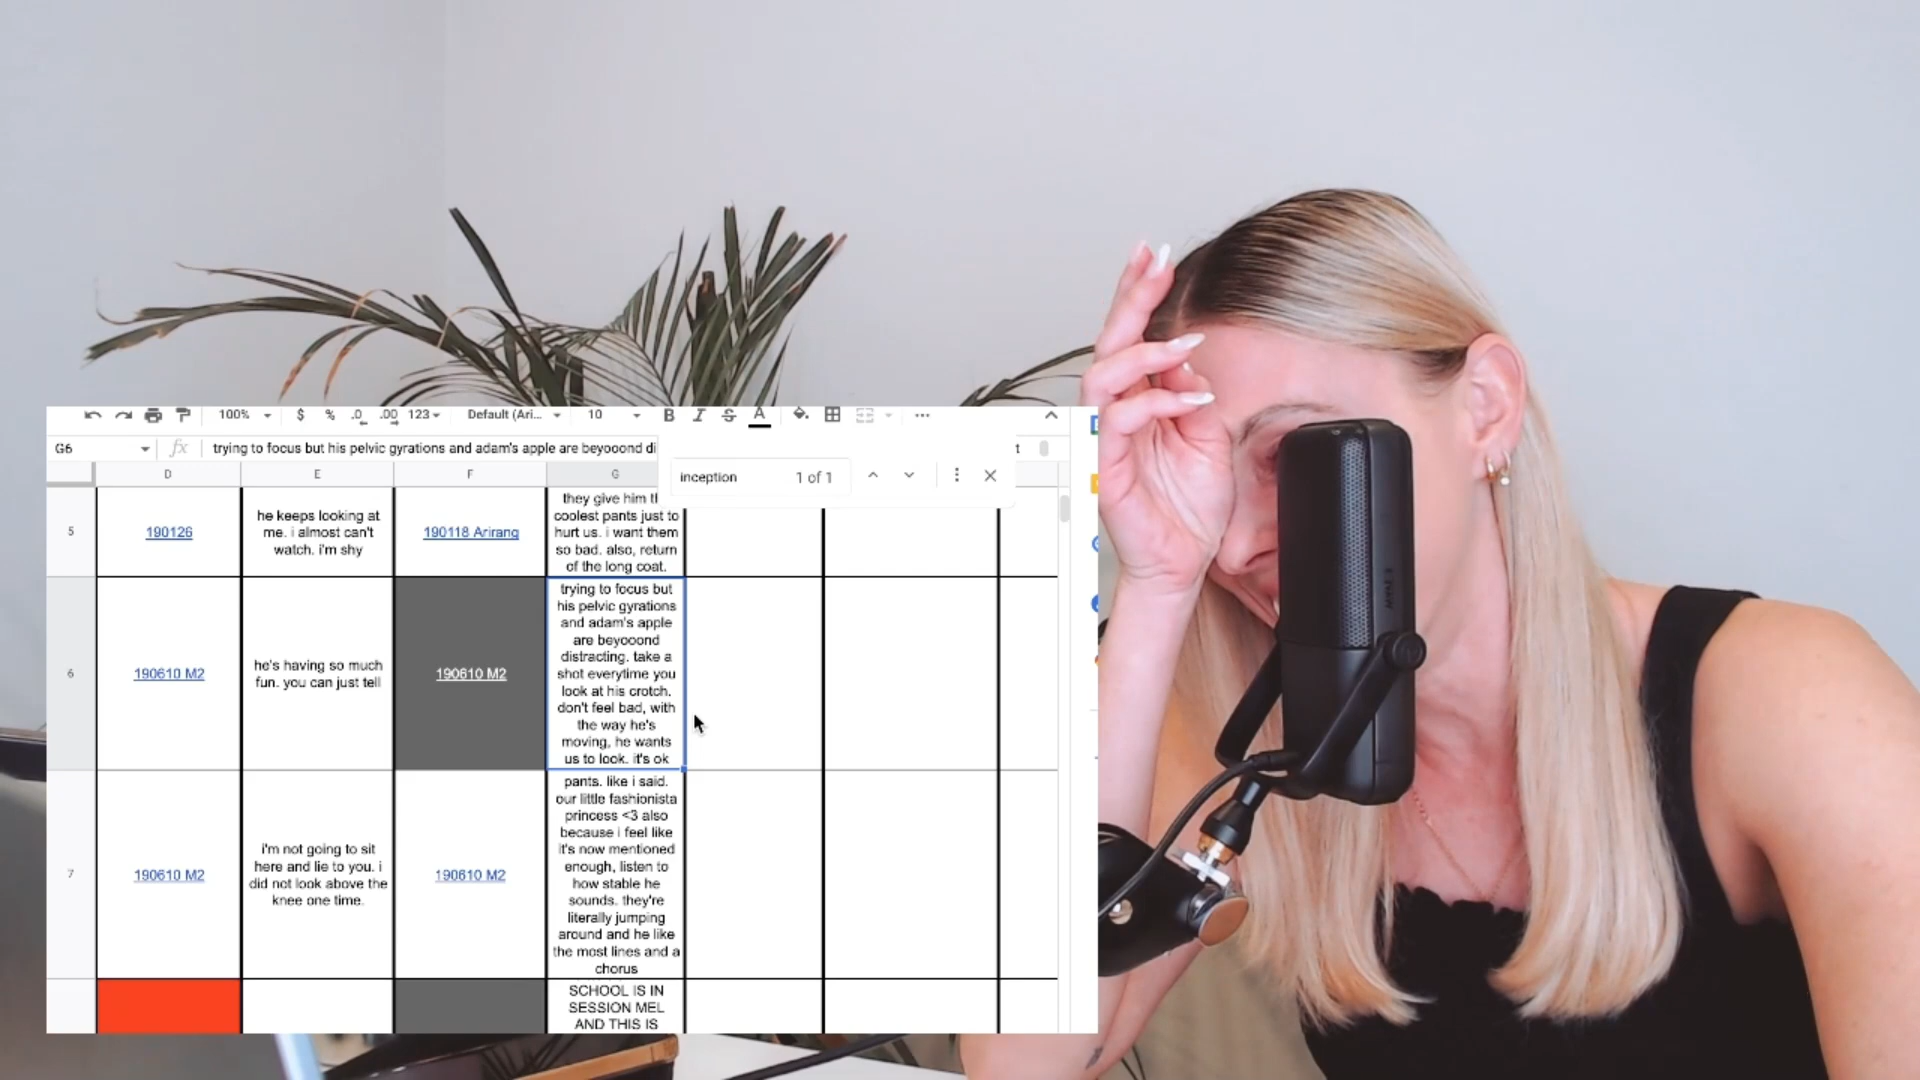 100%
$
%
.0
.00
123
Default (Ari...
10
B
I
S
A
G6
fx
trying to focus but his pelvic gyrations and adam's apple are beyooond di
t
inception
1 of 1
D
E
F
G
5
190126
he keeps looking at
me. i almost can't
watch. i'm shy
190118 Arirang
they give him
coolest pants just to
hurt us. i want them
so bad. also, return
of the long coat.
6
190610 M2
he's having so much
fun. you can just tell
190610 M2
trying to focus but
his pelvic gyrations
and adam's apple
are beyooond
distracting. take a
shot everytime you
look at his crotch.
don't feel bad, with
the way he's
moving, he wants
us to look. it's ok
7
190610 M2
i'm not going to sit
here and lie to you. i
did not look above the
knee one time.
190610 M2
pants. like i said.
our little fashionista
princess <3 also
because i feel like
it's now mentioned
enough, listen to
how stable he
sounds. they're
literally jumping
around and he like
the most lines and a
chorus
SCHOOL IS IN
SESSION MEL
AND THIS IS